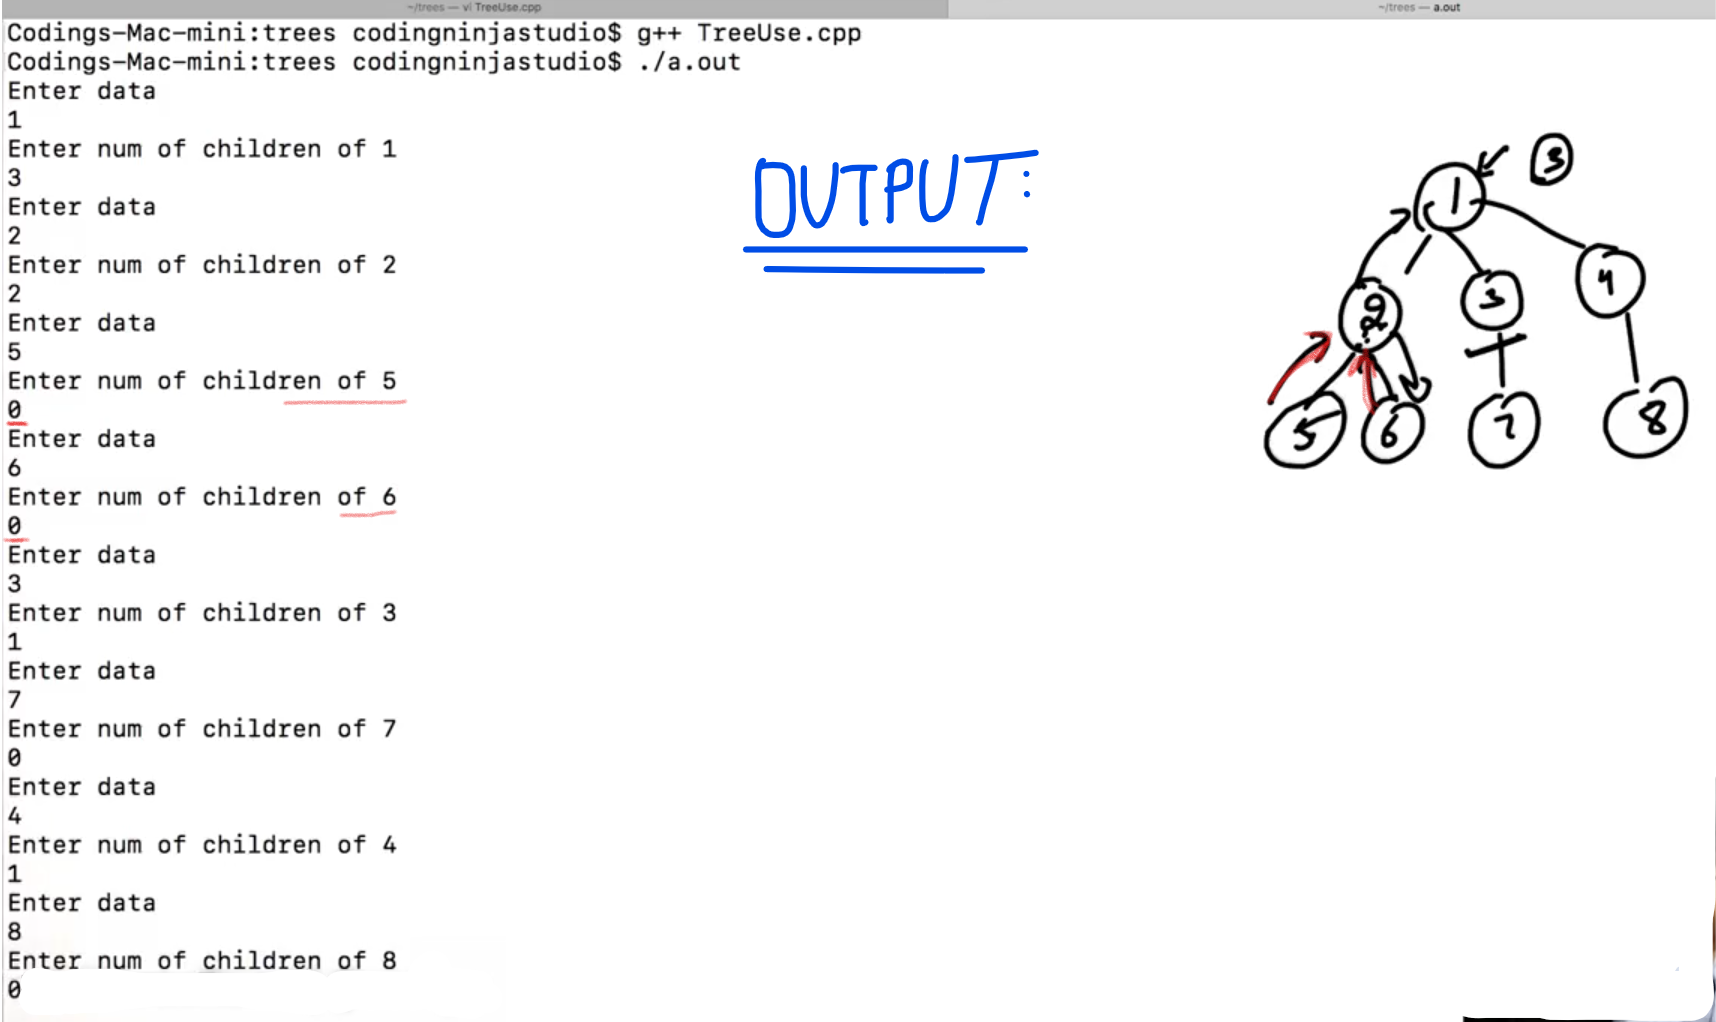 ~/trees — vi TreeUse.cpp
~/trees — a.out
Codings-Mac-mini:trees codingninjastudio$ g++ TreeUse.cpp
Codings-Mac-mini:trees codingninjastudio$ ./a.out
Enter data
1
Enter num of children of 1
3
Enter data
2
Enter num of children of 2
2
Enter data
5
Enter num of children of 5
0
Enter data
6
Enter num of children of 6
0
Enter data
3
Enter num of children of 3
1
Enter data
7
Enter num of children of 7
0
Enter data
4
Enter num of children of 4
1
Enter data
8
Enter num of children of 8
0
OUTPUT:
3
1
2 3 4
5 6 7 8